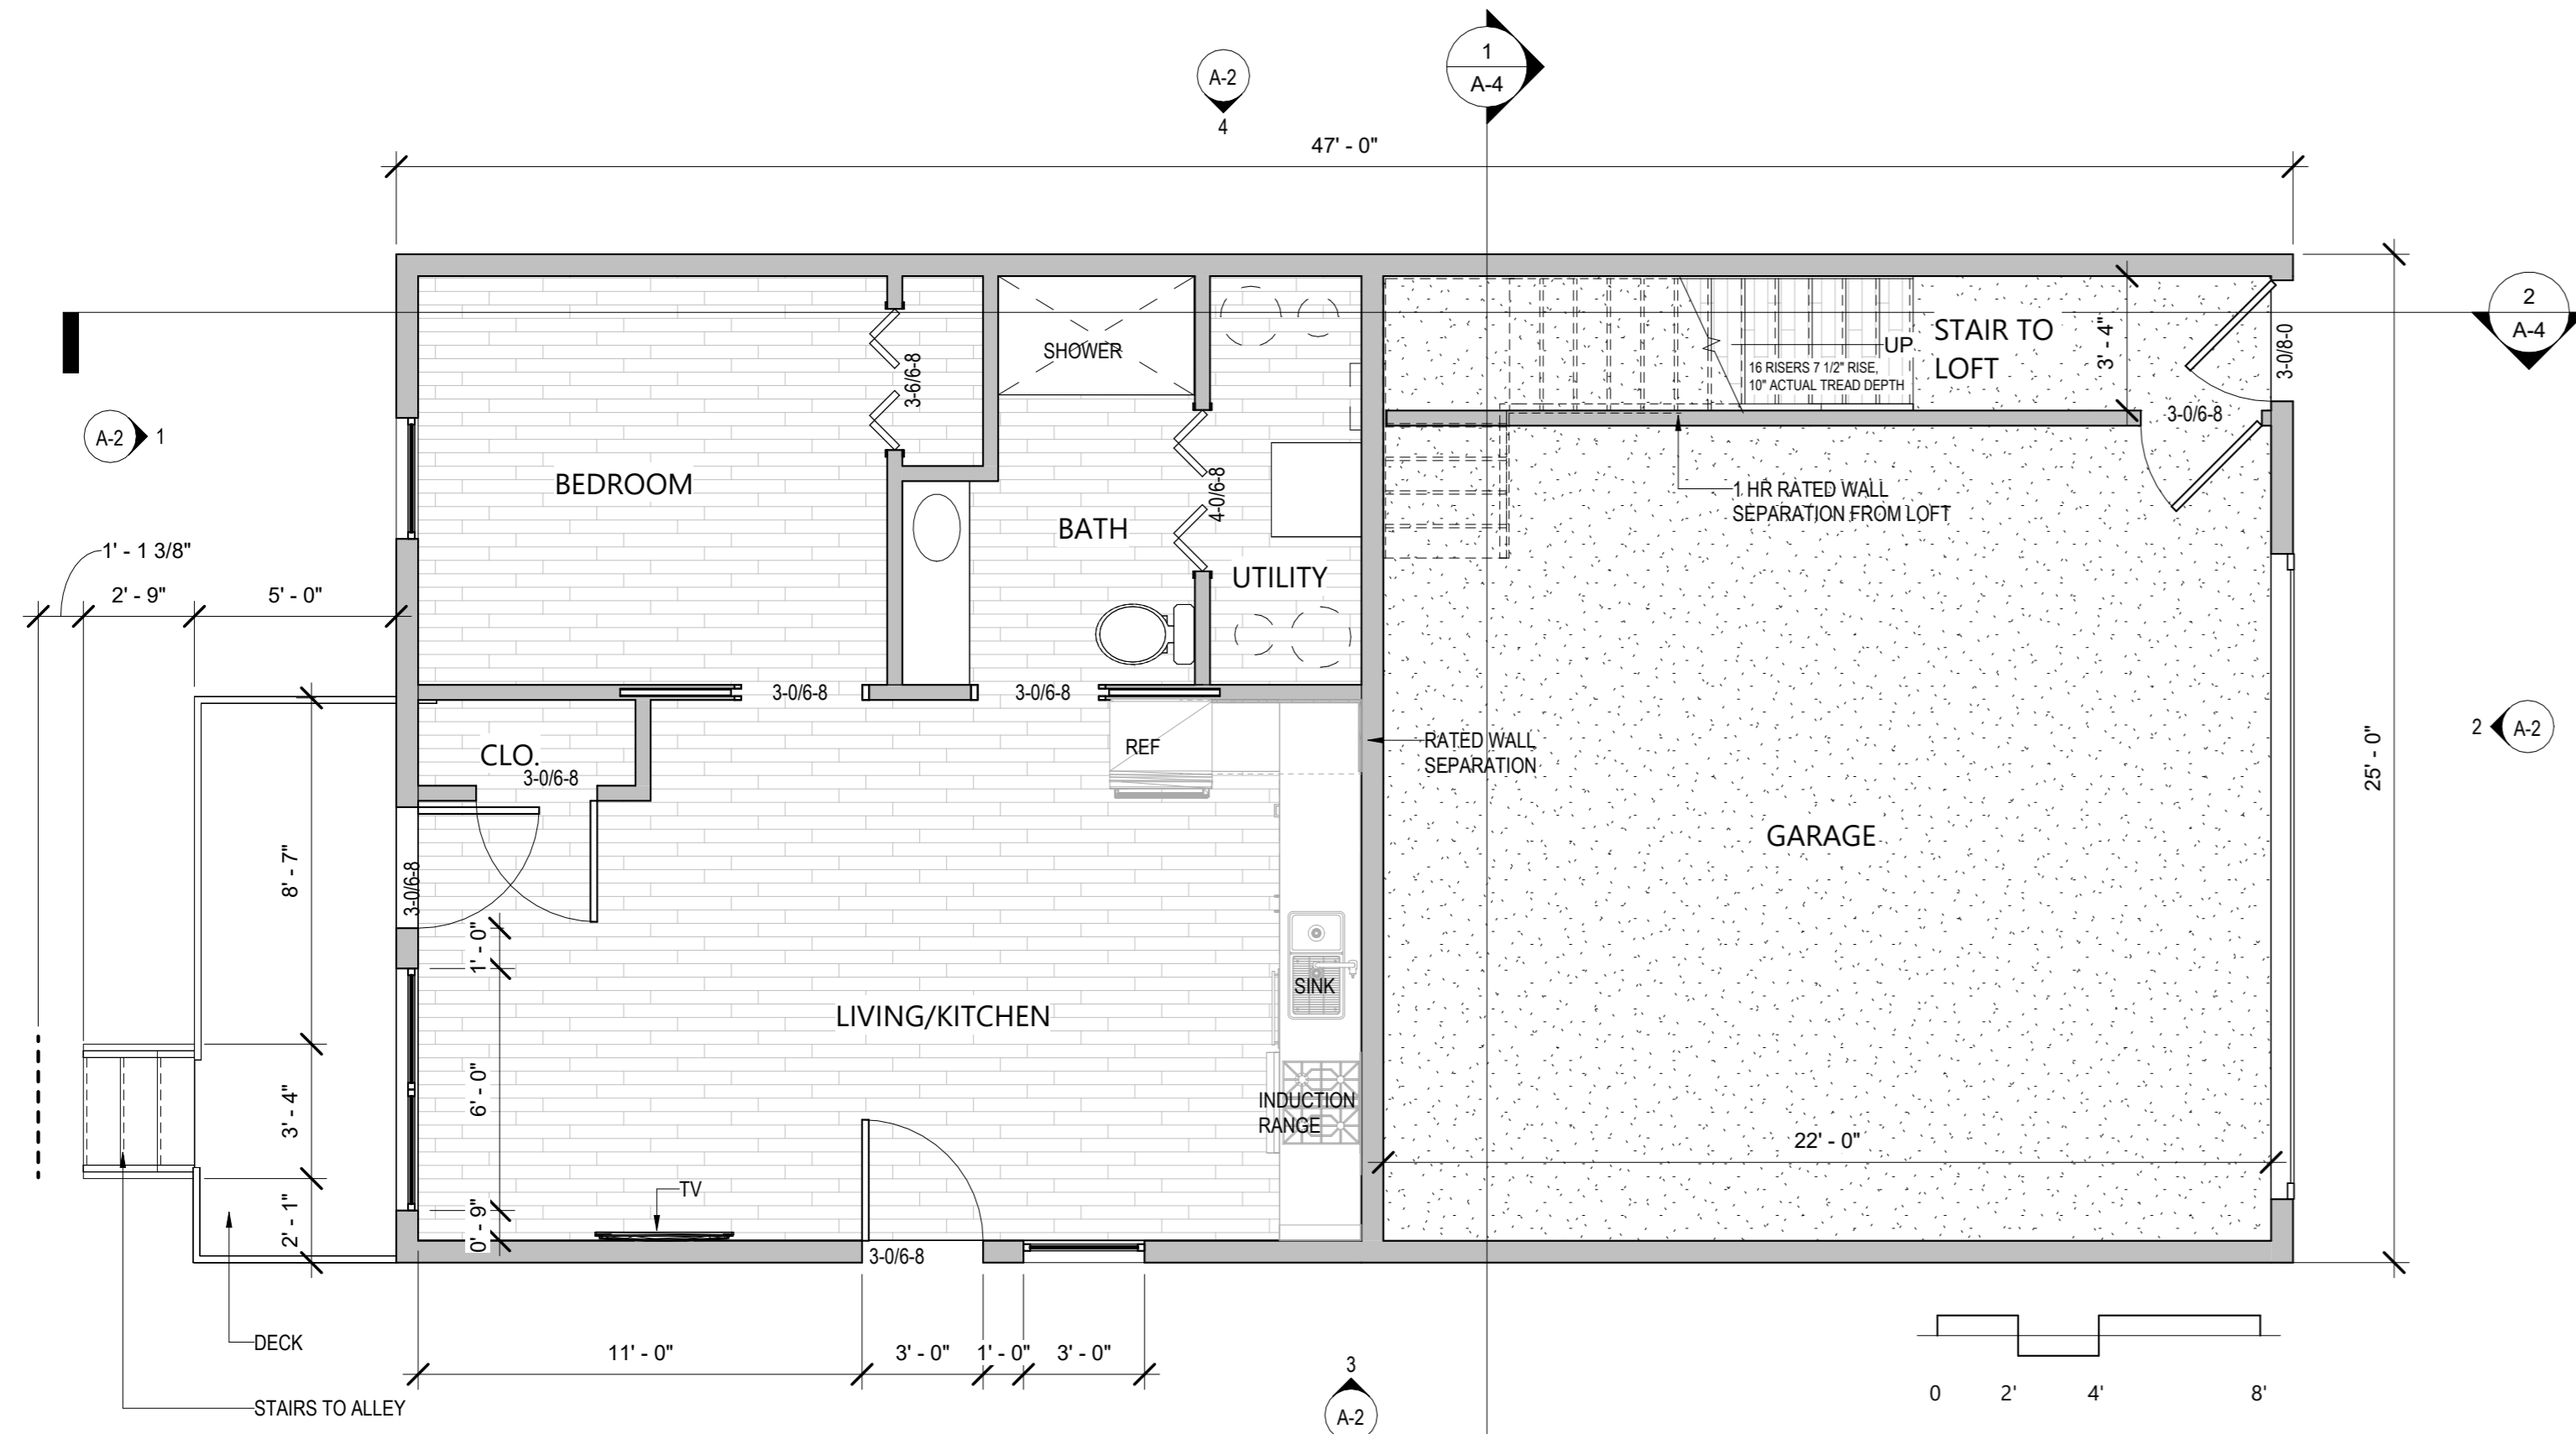 1
A-4
A-2
4
47' - 0"
2
A-4
STAIR TO
LOFT
3' - 4"
3-0/8-0
UP
16 RISERS 7 1/2" RISE,
10" ACTUAL TREAD DEPTH
SHOWER
3-6/6-8
3-0/6-8
A-2
1
BEDROOM
4-0/6-8
1 HR RATED WALL
SEPARATION FROM LOFT
BATH
1' - 1 3/8"
UTILITY
2' - 9"
5' - 0"
3-0/6-8
3-0/6-8
CLO.
3-0/6-8
REF
RATED WALL
SEPARATION
25' - 0"
2
A-2
GARAGE
8' - 7"
3-0/6-8
1' - 0"
SINK
LIVING/KITCHEN
6' - 0"
3' - 4"
INDUCTION
RANGE
22' - 0"
TV
2' - 1"
0' - 9"
3-0/6-8
DECK
11' - 0"
3' - 0"
1' - 0"
3' - 0"
3
A-2
STAIRS TO ALLEY
0
2'
4'
8'